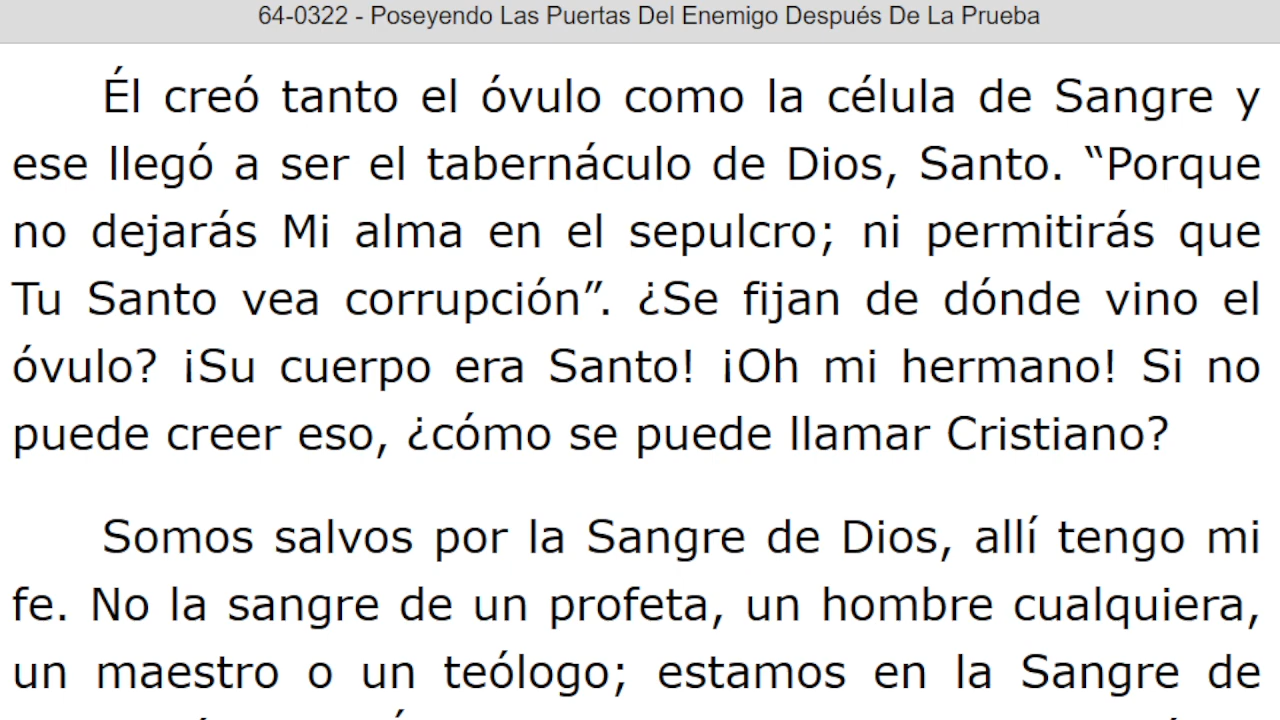 64-0322 - Poseyendo Las Puertas Del Enemigo Después De La Prueba
Él creó tanto el óvulo como la célula de Sangre y
ese llegó a ser el tabernáculo de Dios, Santo. “Porque
no dejarás Mi alma en el sepulcro; ni permitirás que
Tu Santo vea corrupción”. ¿Se fijan de dónde vino el
óvulo? ¡Su cuerpo era Santo! ¡Oh mi hermano! Si no
puede creer eso, ¿cómo se puede llamar Cristiano?
Somos salvos por la Sangre de Dios, allí tengo mi
fe. No la sangre de un profeta, un hombre cualquiera,
un maestro o un teólogo; estamos en la Sangre de